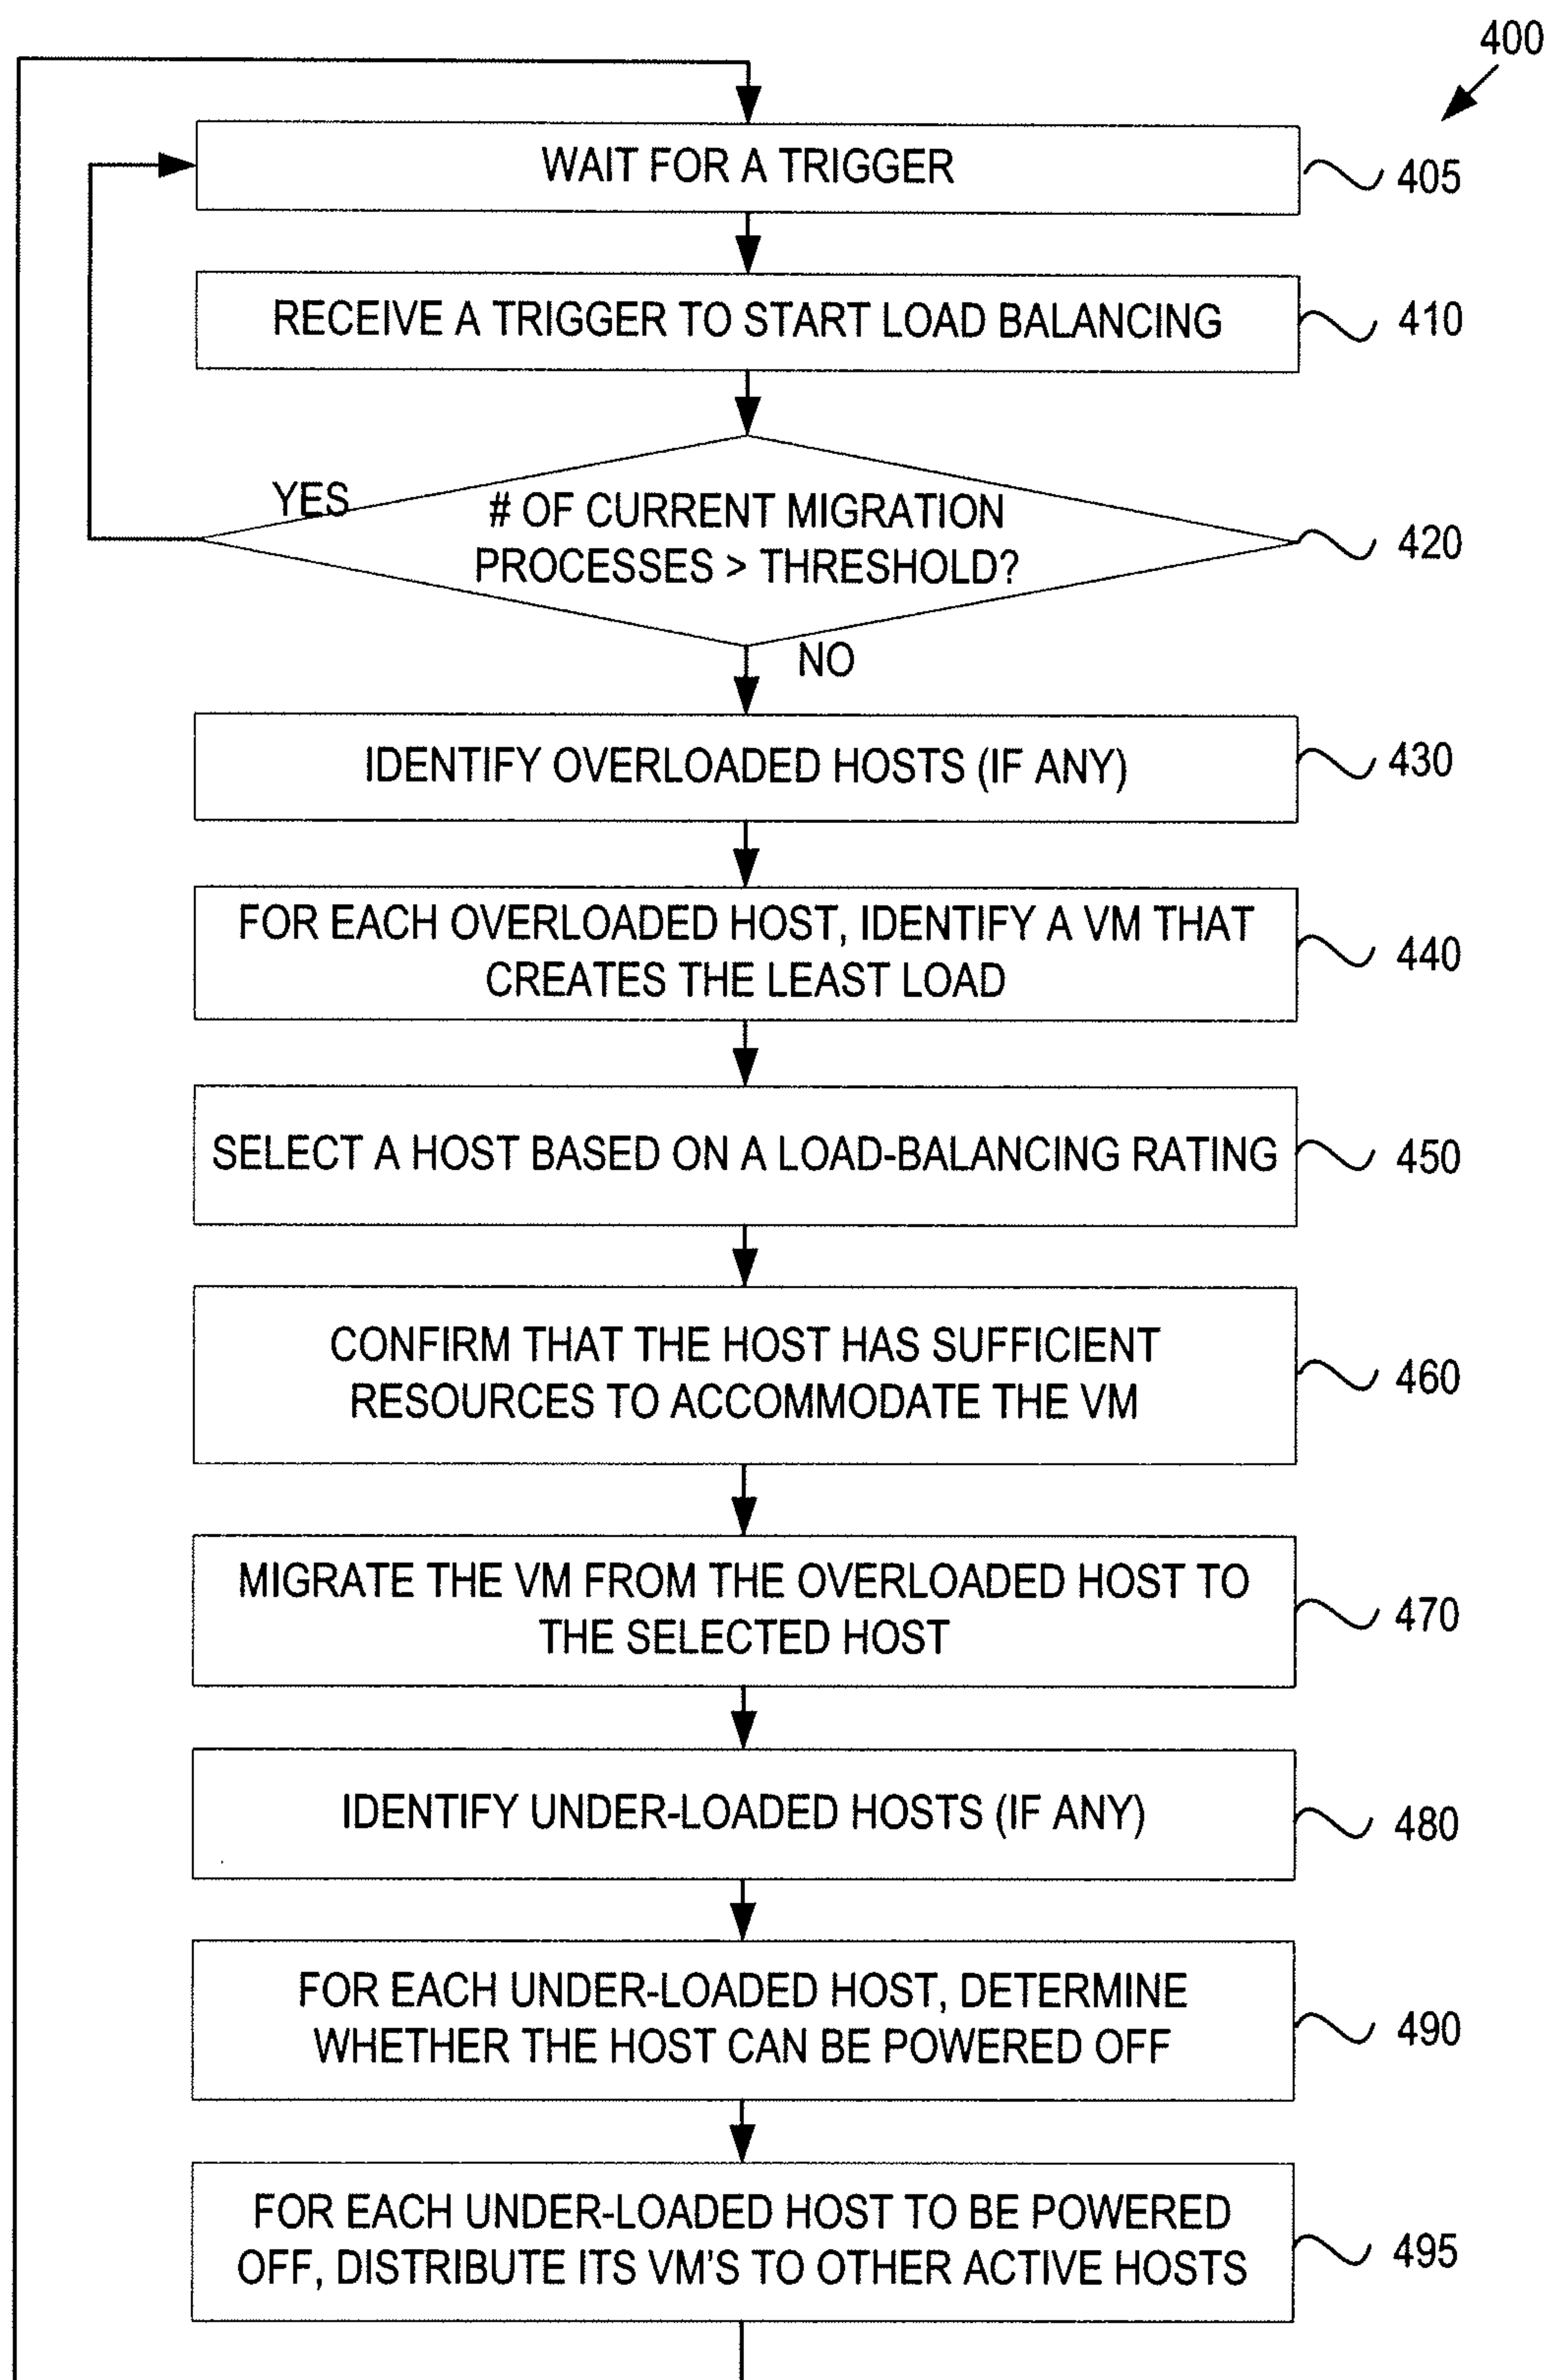 400
WAIT FOR A TRIGGER
405
RECEIVE A TRIGGER TO START LOAD BALANCING
410
YES
# OF CURRENT MIGRATION
PROCESSES > THRESHOLD?
420
NO
IDENTIFY OVERLOADED HOSTS (IF ANY)
430
FOR EACH OVERLOADED HOST, IDENTIFY A VM THAT
CREATES THE LEAST LOAD
440
SELECT A HOST BASED ON A LOAD-BALANCING RATING
450
CONFIRM THAT THE HOST HAS SUFFICIENT
RESOURCES TO ACCOMMODATE THE VM
460
MIGRATE THE VM FROM THE OVERLOADED HOST TO
THE SELECTED HOST
470
IDENTIFY UNDER-LOADED HOSTS (IF ANY)
480
FOR EACH UNDER-LOADED HOST, DETERMINE
WHETHER THE HOST CAN BE POWERED OFF
490
FOR EACH UNDER-LOADED HOST TO BE POWERED
OFF, DISTRIBUTE ITS VM'S TO OTHER ACTIVE HOSTS
495